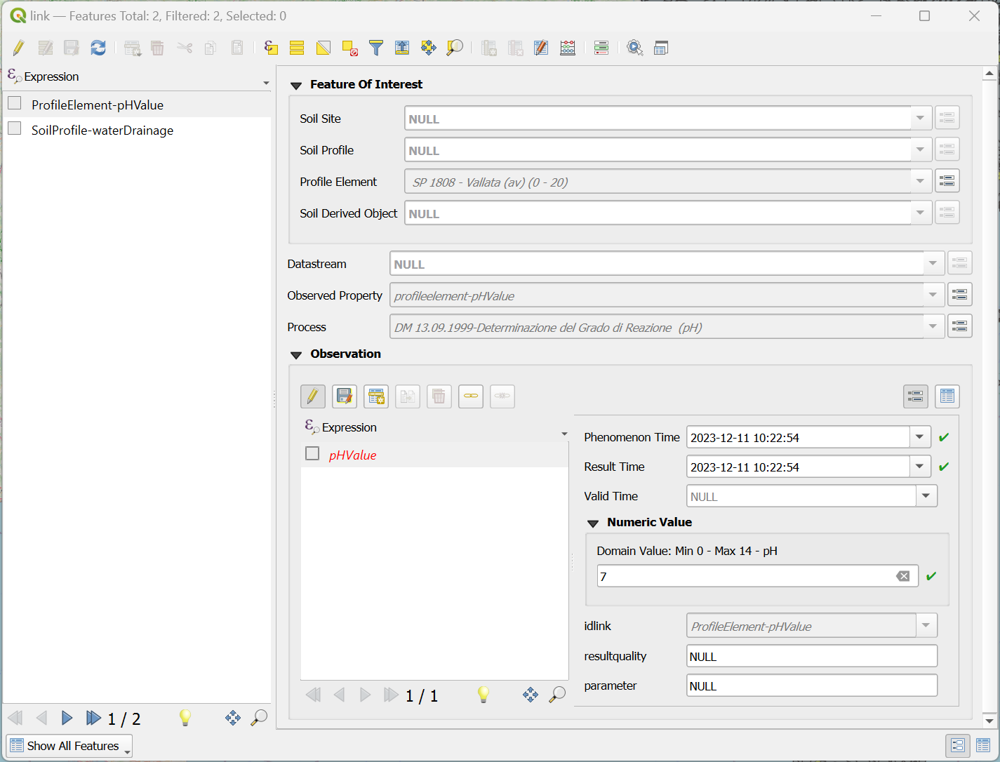 link — Features Total: 2, Filtered: 2, Selected: 0
Expression
ProfileElement-pHValue
SoilProfile-waterDrainage
Feature Of Interest
Soil Site NULL
Soil Profile NULL
Profile Element SP 1808 - Vallata (av) (0 - 20)
Soil Derived Object NULL
Datastream NULL
Observed Property profileelement-pHValue
Process DM 13.09.1999-Determinazione del Grado di Reazione (pH)
Observation
Expression
pHValue
Phenomenon Time 2023-12-11 10:22:54
Result Time 2023-12-11 10:22:54
Valid Time NULL
Numeric Value
Domain Value: Min 0 - Max 14 - pH
7
idlink ProfileElement-pHValue
resultquality NULL
parameter NULL
1 / 1
1 / 2
Show All Features